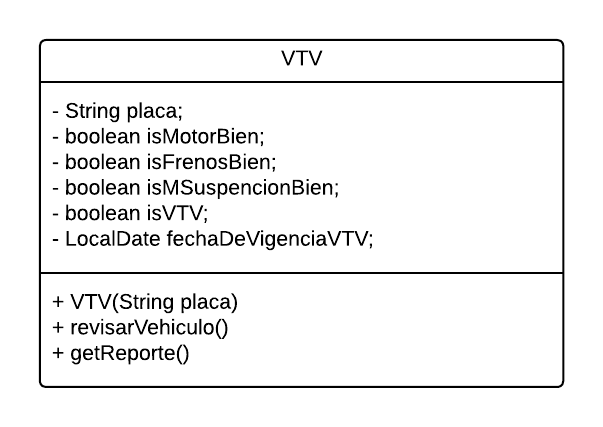 VTV
- String placa;
- boolean isMotorBien;
- boolean isFrenosBien;
- boolean isMSuspencionBien;
- boolean isVTV;
- LocalDate fechaDeVigenciaVTV;
+ VTV(String placa)
+ revisarVehiculo()
+ getReporte()